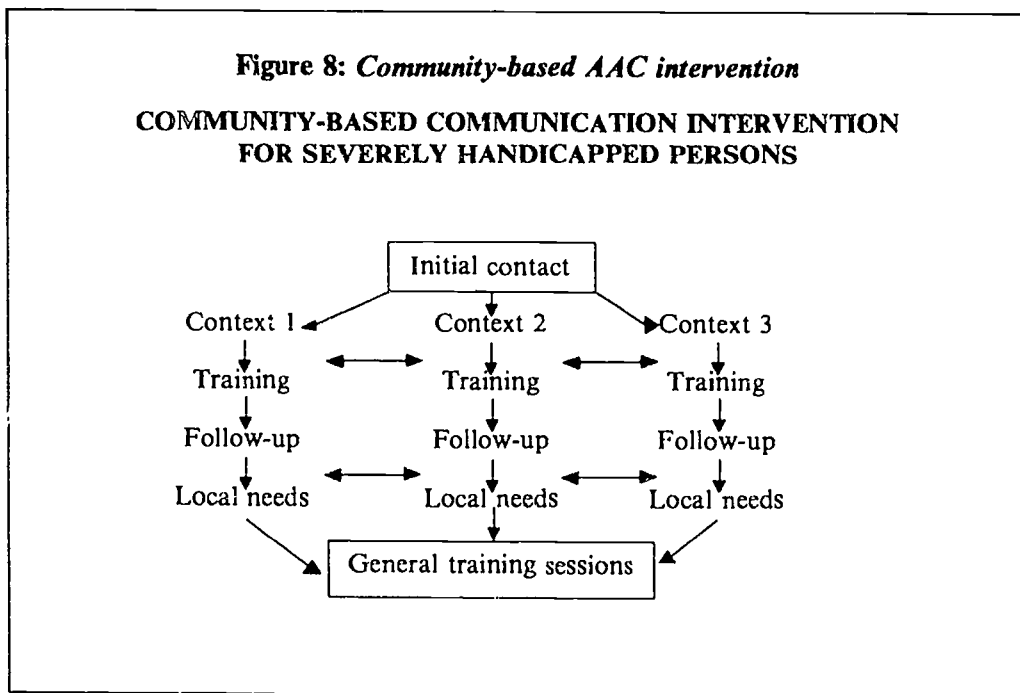 Figure 8: Community-based AAC intervention
COMMUNITY-BASED COMMUNICATION INTERVENTION
FOR SEVERELY HANDICAPPED PERSONS
Initial contact
Context 1 Context 2 Context 3
Training Training Training
Follow-up Follow-up Follow-up
Local needs Local needs Local needs
General training sessions